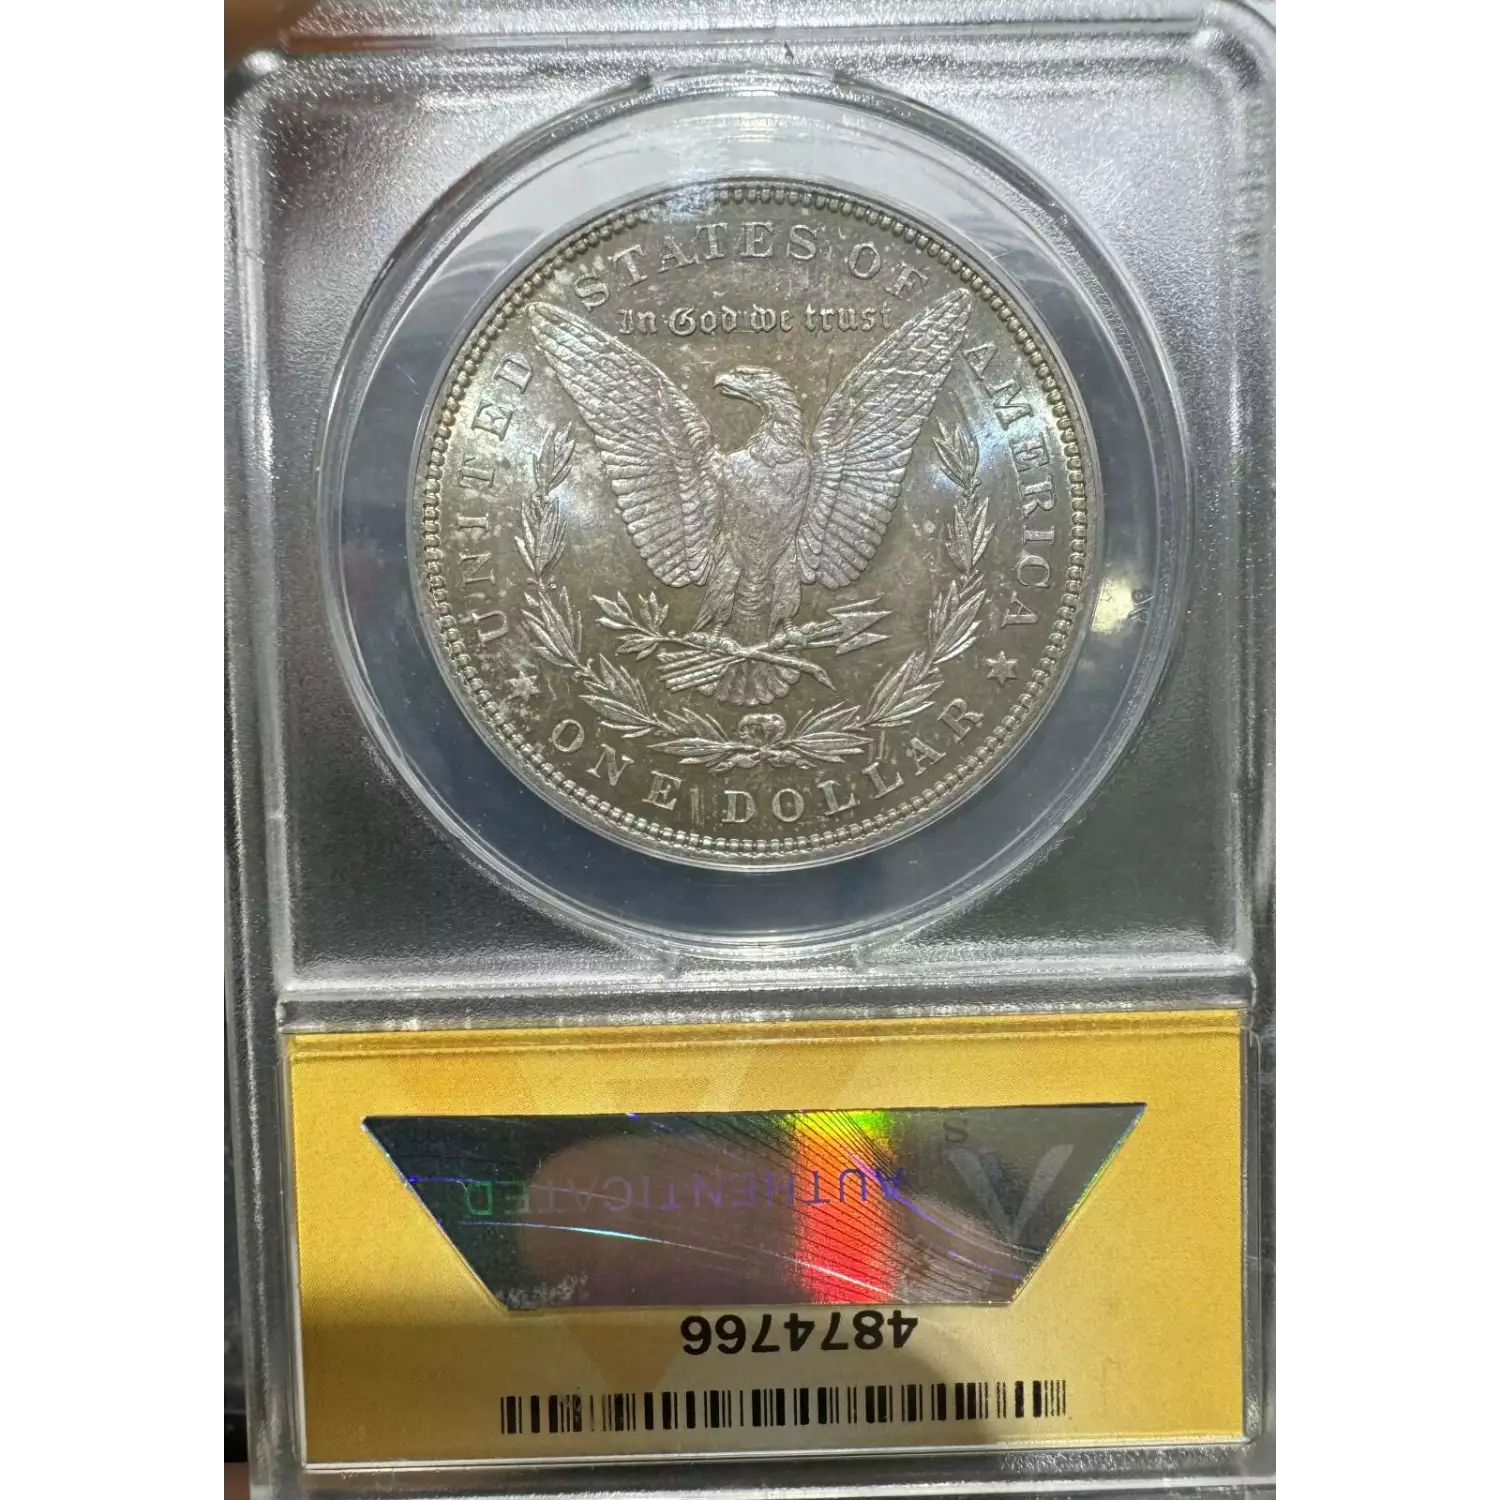 UNITED STATES OF AMERICA
In God we trust
ONE DOLLAR
AUTHENTICATED
4874766